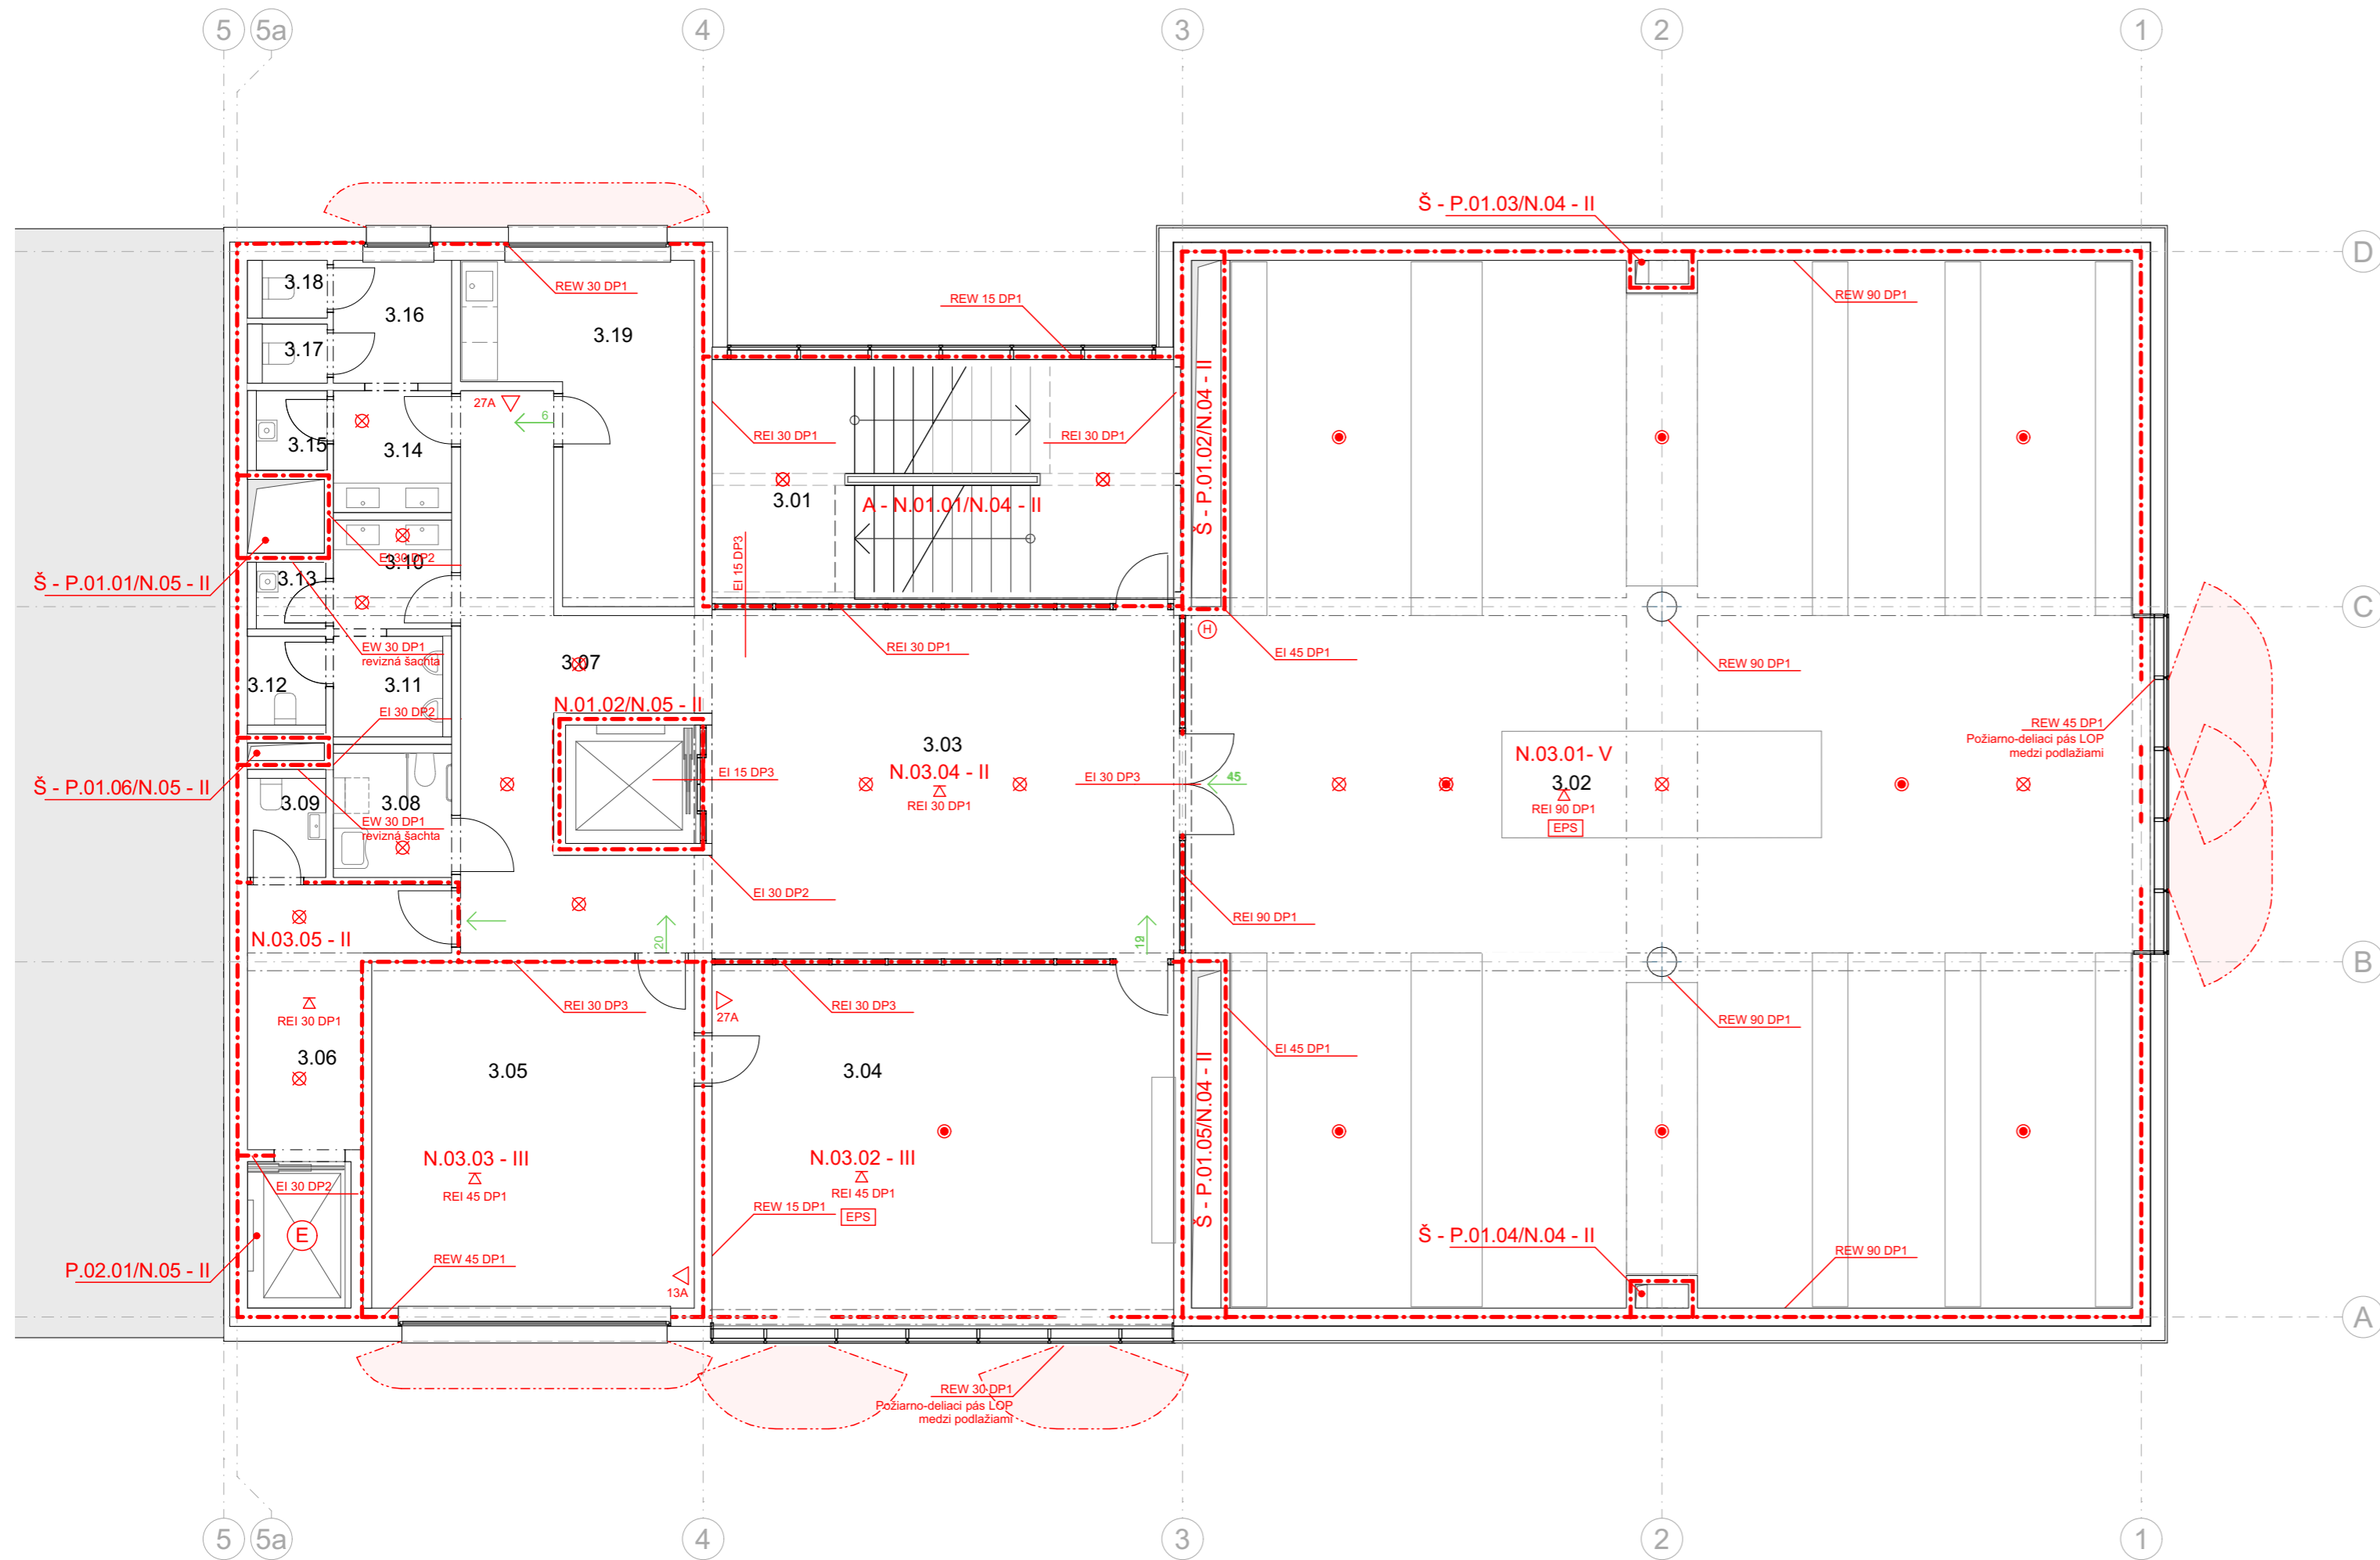 5
5a
4
3
2
1
Š - P.01.03/N.04 - II
D
3.18
REW 30 DP1
REW 15 DP1
REW 90 DP1
3.16
3.19
3.17
27A
6
3.15
3.14
REI 30 DP1
REI 30 DP1
Š - P.01.02/N.04 - II
3.01
A - N.01.01/N.04 - II
EI 15 DP3
EI 30 DP2
3.10
3.13
Š - P.01.01/N.05 - II
C
H
EW 30 DP1
revizná šachta
REI 30 DP1
EI 45 DP1
REW 90 DP1
3.07
3.12
3.11
EI 30 DP2
N.01.02/N.05 - II
REW 45 DP1
Požiarno-deliaci pás LOP
medzi podlažiami
3.03
N.03.04 - II
REI 30 DP1
EI 15 DP3
EI 30 DP3
45
N.03.01- V
3.02
REI 90 DP1
EPS
Š - P.01.06/N.05 - II
3.09
3.08
EW 30 DP1
revizná šachta
EI 30 DP2
REI 90 DP1
N.03.05 - II
20
19
B
REI 30 DP3
REI 30 DP3
27A
REW 90 DP1
REI 30 DP1
3.06
3.05
3.04
EI 45 DP1
Š - P.01.05/N.04 - II
N.03.03 - III
REI 45 DP1
N.03.02 - III
REI 45 DP1
EPS
EI 30 DP2
REW 15 DP1
E
P.02.01/N.05 - II
REW 45 DP1
13A
Š - P.01.04/N.04 - II
REW 90 DP1
A
REW 30 DP1
Požiarno-deliaci pás LOP
medzi podlažiami
5
5a
4
3
2
1